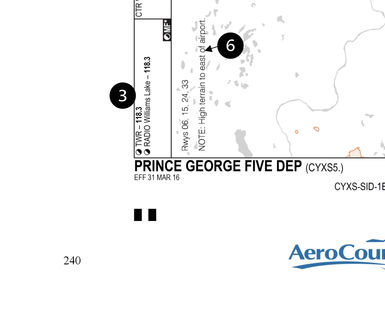 CTR
MF
TWR – 118.3
RADIO Williams Lake – 118.3
3
6
Rwys 06, 15, 24, 33
NOTE: High terrain to east of airport.
PRINCE GEORGE FIVE DEP (CYXS5.)
EFF 31 MAR 16
CYXS-SID-1E
240
AeroCour